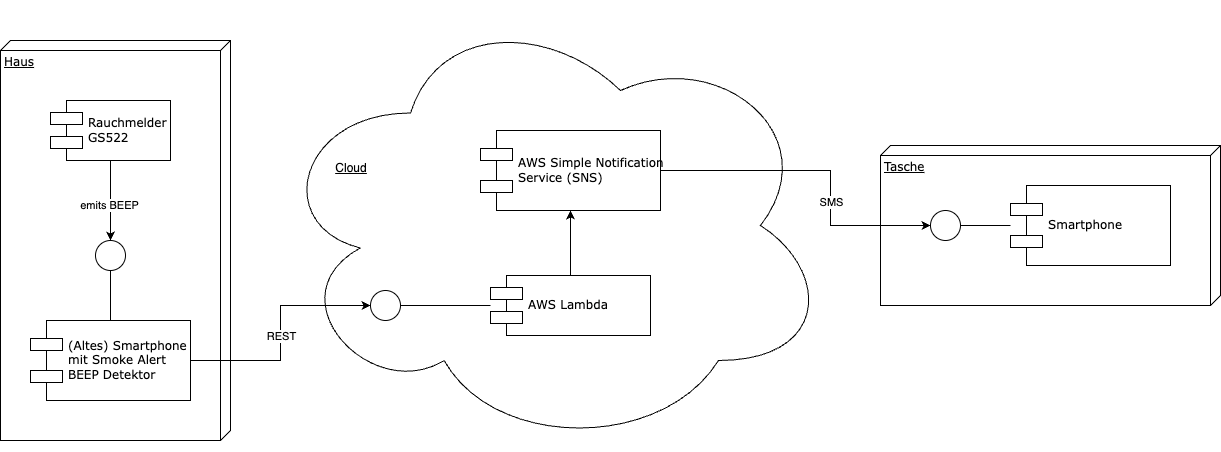 Haus
Rauchmelder
GS522
emits BEEP
(Altes) Smartphone
mit Smoke Alert
BEEP Detektor
REST
Cloud
AWS Simple Notification
Service (SNS)
AWS Lambda
SMS
Tasche
Smartphone